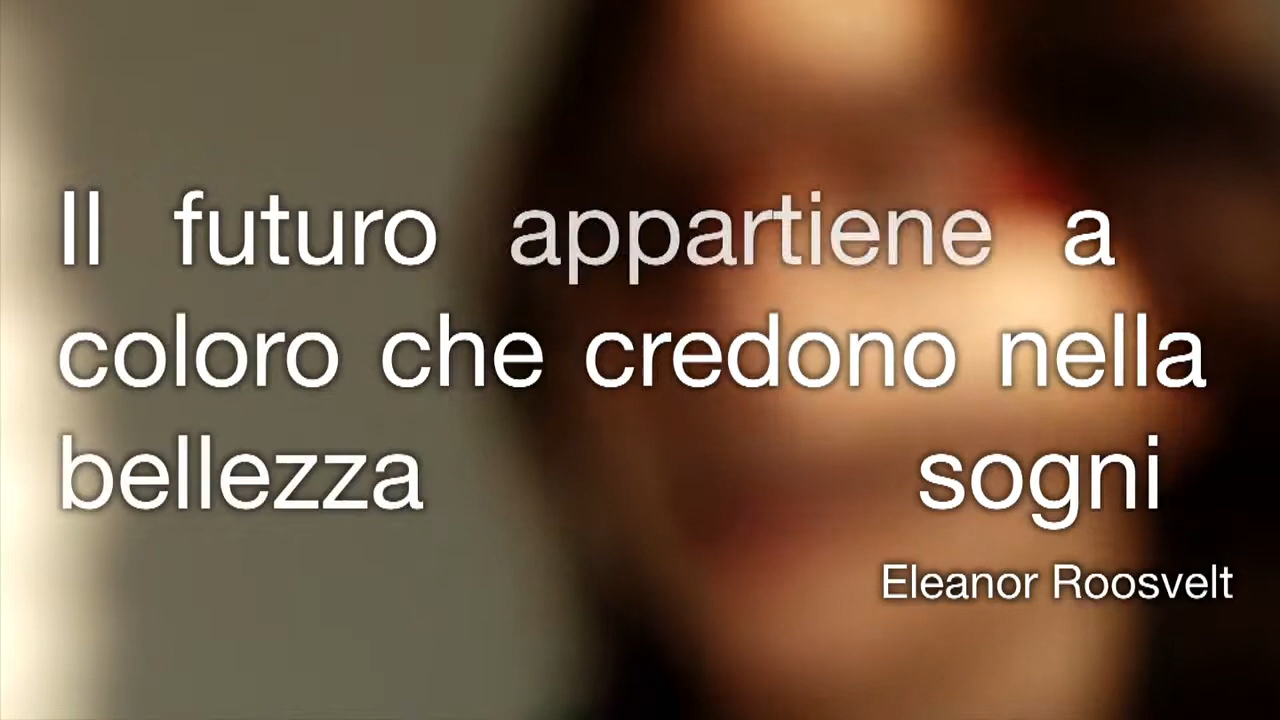 Il futuro appartiene a
coloro che credono nella
bellezza sogni
Eleanor Roosvelt